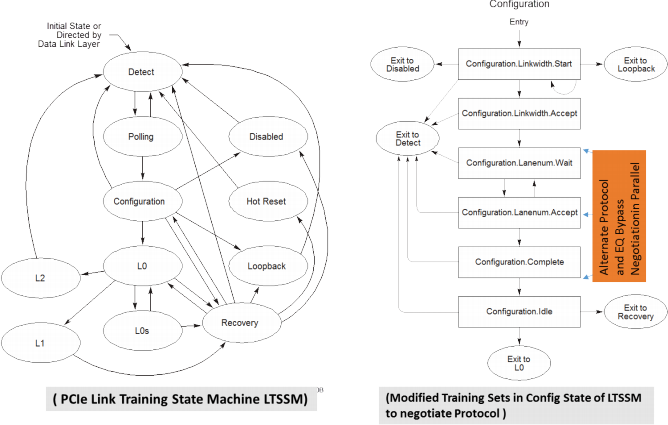 Initial State or
Directed by
Data Link Layer
Detect
Polling
Disabled
Configuration
Hot Reset
L2
L0
Loopback
L0s
Recovery
L1
( PCIe Link Training State Machine LTSSM)
Configuration
Entry
Exit to
Disabled
Configuration.Linkwidth.Start
Exit to
Loopback
Configuration.Linkwidth.Accept
Exit to
Detect
Configuration.Lanenum.Wait
Configuration.Lanenum.Accept
Configuration.Complete
Configuration.Idle
Exit to
Recovery
Exit to
L0
Alternate Protocol
and EQ Bypass
Negotiationin Parallel
(Modified Training Sets in Config State of LTSSM
to negotiate Protocol )